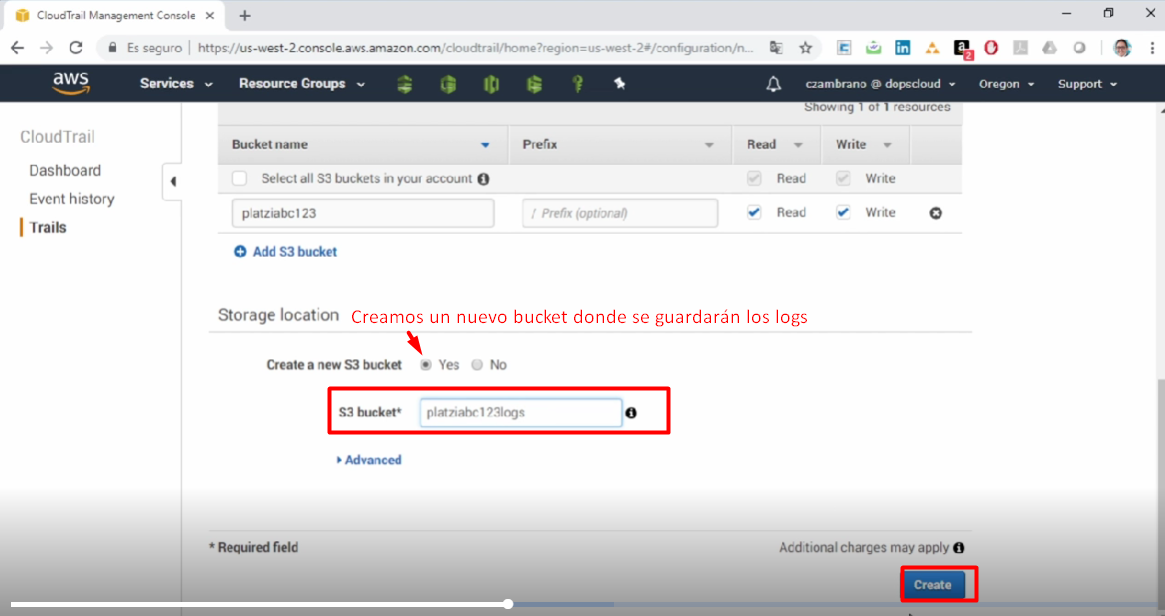 CloudTrail Management Console
Es seguro | https://us-west-2.console.aws.amazon.com/cloudtrail/home?region=us-west-2#/configuration/n...
aws Services Resource Groups czambrano @ dopscloud Oregon Support
Showing 1 of 1 resources
CloudTrail
Dashboard
Event history
Trails
Bucket name Prefix Read Write
Select all S3 buckets in your account Read Write
platziabc123 / Prefix (optional) Read Write
Add S3 bucket
Storage location Creamos un nuevo bucket donde se guardarán los logs
Create a new S3 bucket Yes No
S3 bucket* platziabc123logs
Advanced
* Required field Additional charges may apply
Create